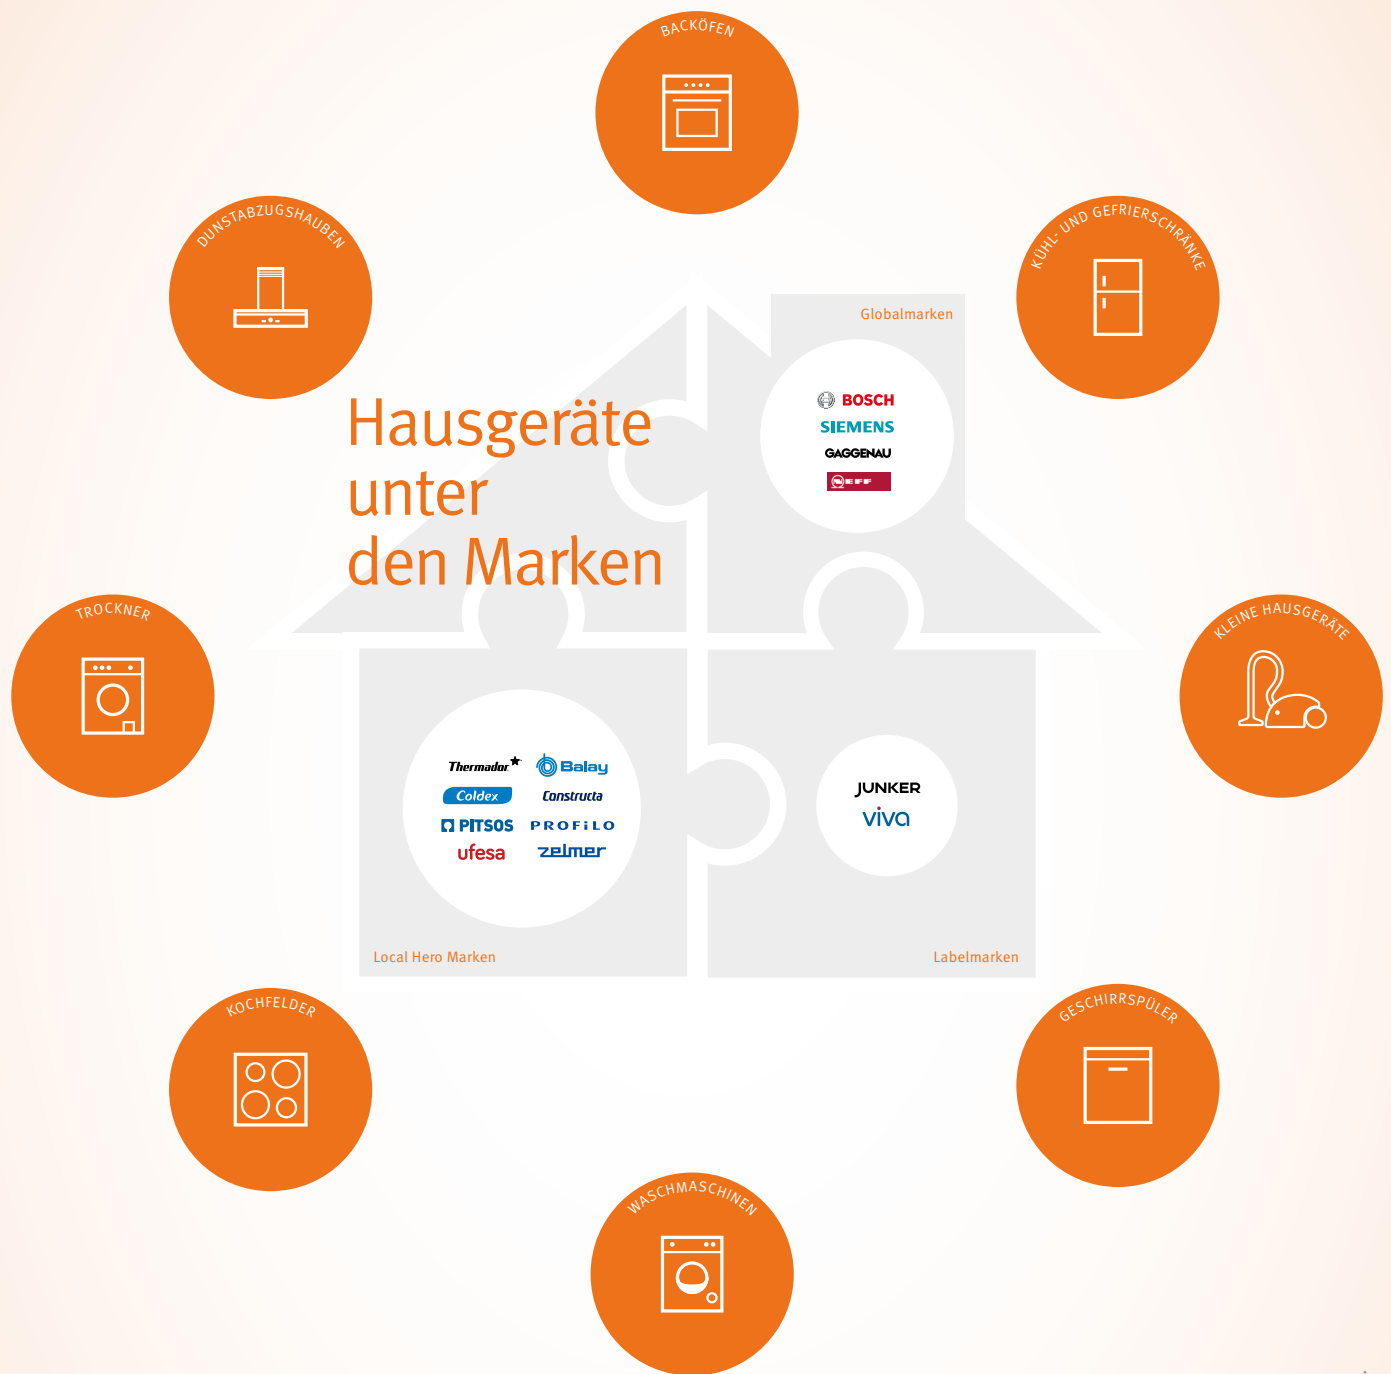 BACKÖFEN
DUNSTABZUGSHAUBEN
KÜHL- UND GEFRIERSCHRÄNKE
Globalmarken
BOSCH
SIEMENS
GAGGENAU
NEFF
Hausgeräte
unter
den Marken
TROCKNER
KLEINE HAUSGERÄTE
Thermador Balay
Coldex Constructa
PITSOS PROFiLO
ufesa zelmer
JUNKER
viva
Local Hero Marken
Labelmarken
KOCHFELDER
GESCHIRRSPÜLER
WASCHMASCHINEN